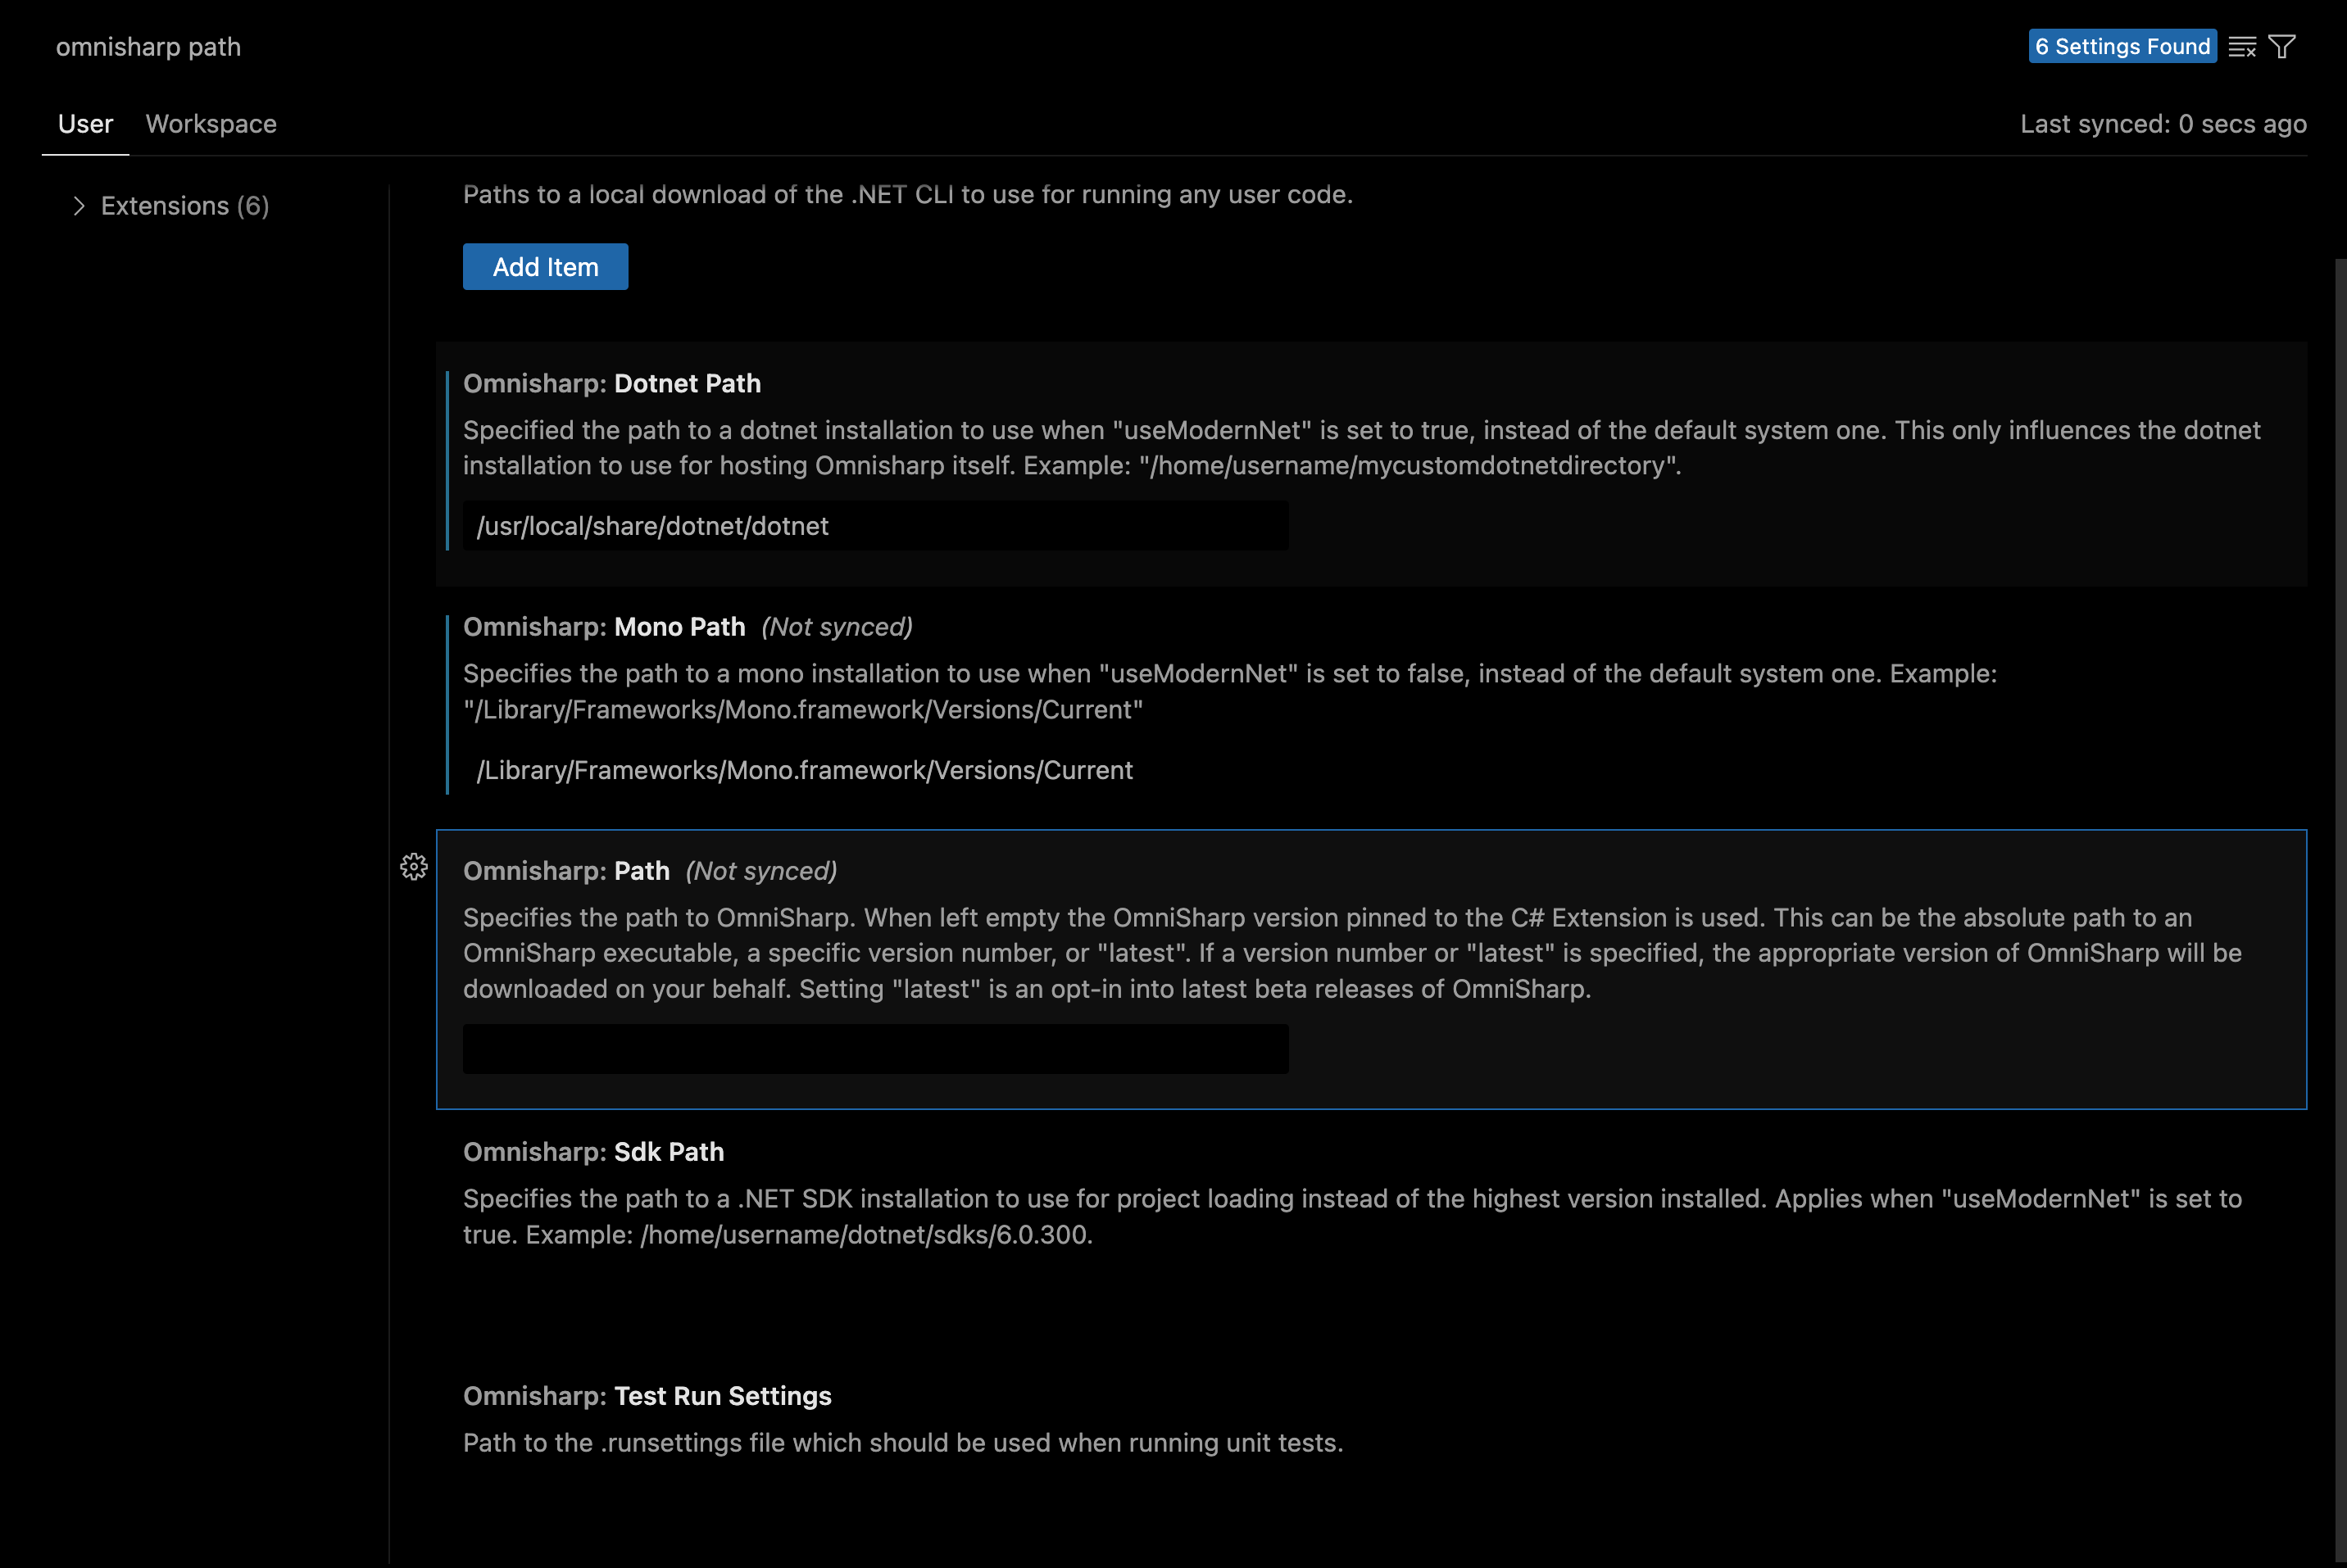 omnisharp path
6 Settings Found
User
Workspace
Last synced: 0 secs ago
Extensions (6)
Paths to a local download of the .NET CLI to use for running any user code.
Add Item
Omnisharp: Dotnet Path
Specified the path to a dotnet installation to use when "useModernNet" is set to true, instead of the default system one. This only influences the dotnet
installation to use for hosting Omnisharp itself. Example: "/home/username/mycustomdotnetdirectory".
/usr/local/share/dotnet/dotnet
Omnisharp: Mono Path (Not synced)
Specifies the path to a mono installation to use when "useModernNet" is set to false, instead of the default system one. Example:
"/Library/Frameworks/Mono.framework/Versions/Current"
/Library/Frameworks/Mono.framework/Versions/Current
Omnisharp: Path (Not synced)
Specifies the path to OmniSharp. When left empty the OmniSharp version pinned to the C# Extension is used. This can be the absolute path to an
OmniSharp executable, a specific version number, or "latest". If a version number or "latest" is specified, the appropriate version of OmniSharp will be
downloaded on your behalf. Setting "latest" is an opt-in into latest beta releases of OmniSharp.
Omnisharp: Sdk Path
Specifies the path to a .NET SDK installation to use for project loading instead of the highest version installed. Applies when "useModernNet" is set to
true. Example: /home/username/dotnet/sdks/6.0.300.
Omnisharp: Test Run Settings
Path to the .runsettings file which should be used when running unit tests.